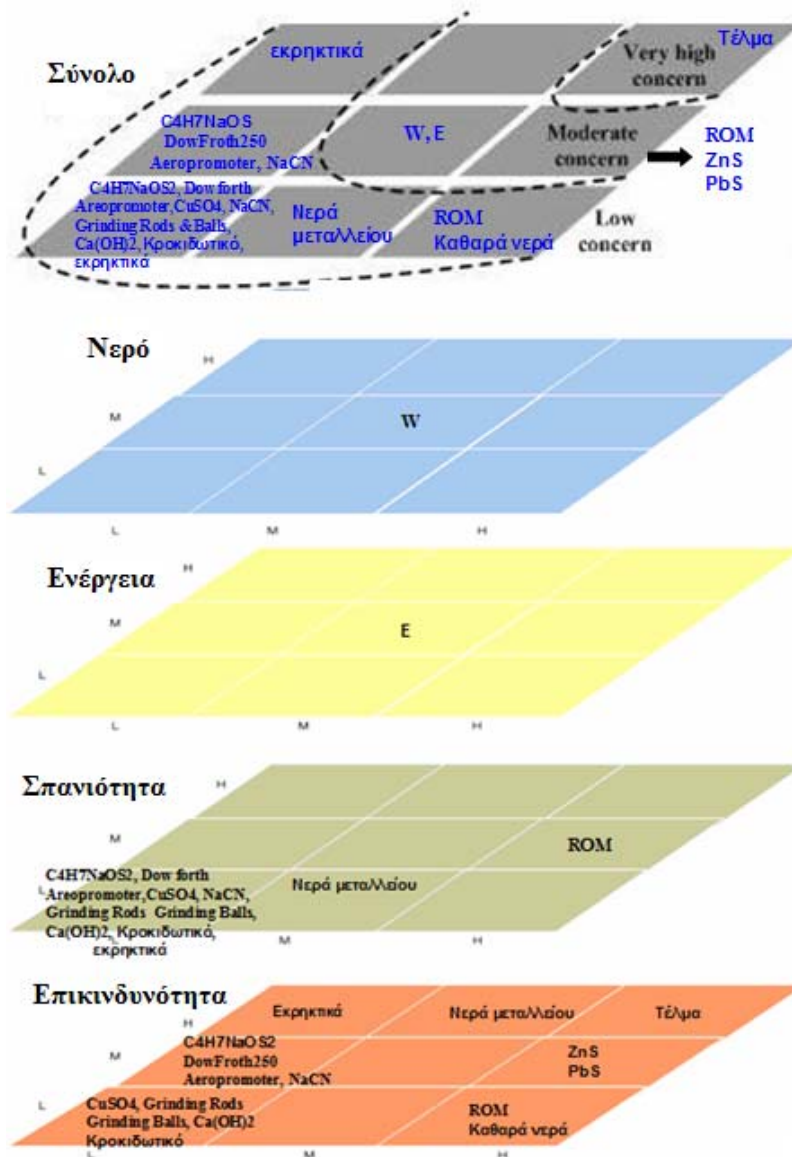 εκρηκτικά
Τέλμα
Very high
concern
Σύνολο
C4H7NaOS
DowFroth250
Aeropromoter, NaCN
W, E
Moderate
concern
ROM
ZnS
PbS
C4H7NaOS2, Dow forth
Areopromoter,CuSO4, NaCN,
Grinding Rods &Balls,
Ca(OH)2, Κροκιδωτικό,
εκρηκτικά
Νερά
μεταλλείου
ROM
Καθαρά νερά
Low
concern
Νερό
H
M
W
L
L M H
Ενέργεια
H
M
E
L
L M H
Σπανιότητα
H
M
ROM
L
C4H7NaOS2, Dow forth
Areopromoter,CuSO4, NaCN,
Grinding Rods Grinding Balls,
Ca(OH)2, Κροκιδωτικό,
εκρηκτικά
Νερά μεταλλείου
L M H
Επικινδυνότητα
H
Εκρηκτικά
Νερά μεταλλείου
Τέλμα
M
C4H7NaOS2
DowFroth250
Aeropromoter, NaCN
ZnS
PbS
L
CuSO4, Grinding Rods
Grinding Balls, Ca(OH)2
Κροκιδωτικό
ROM
Καθαρά νερά
L M H